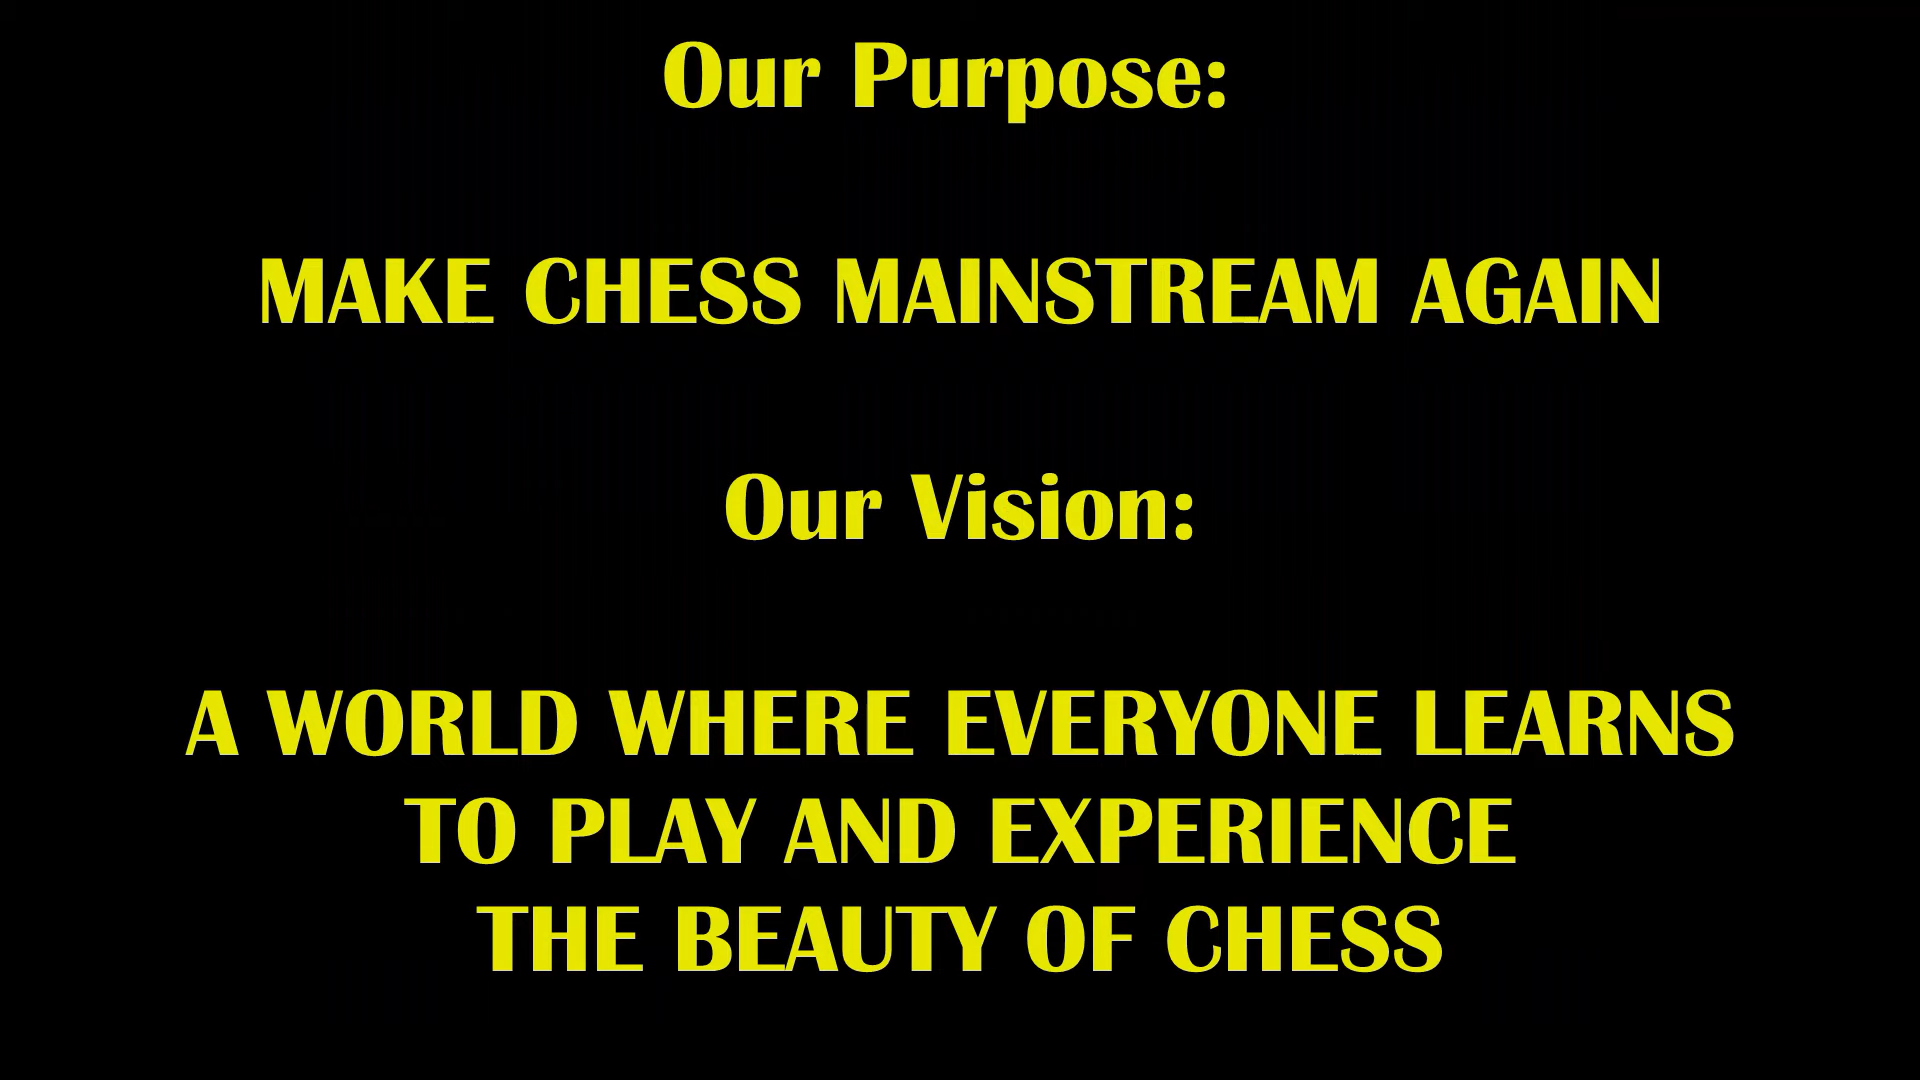 Our Purpose:
MAKE CHESS MAINSTREAM AGAIN
Our Vision:
A WORLD WHERE EVERYONE LEARNS
TO PLAY AND EXPERIENCE
THE BEAUTY OF CHESS